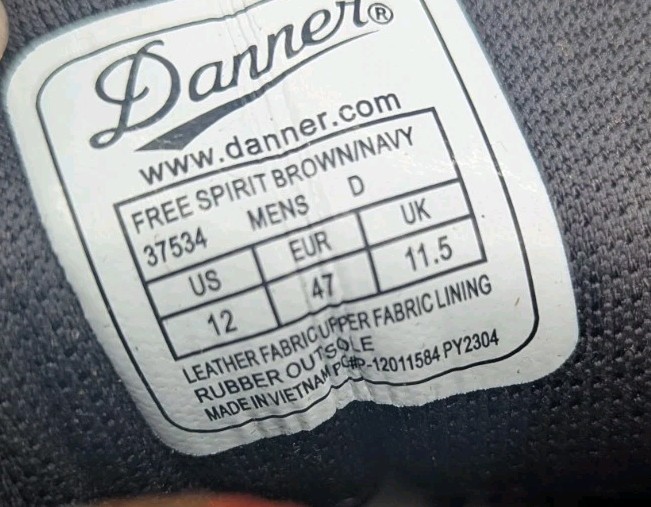 Danner®
www.danner.com
FREE SPIRIT BROWN/NAVY
37534 MENS D
US EUR UK
12 47 11.5
LEATHER FABRIC UPPER FABRIC LINING
RUBBER OUTSOLE
MADE IN VIETNAM PO#P-12011584 PY2304